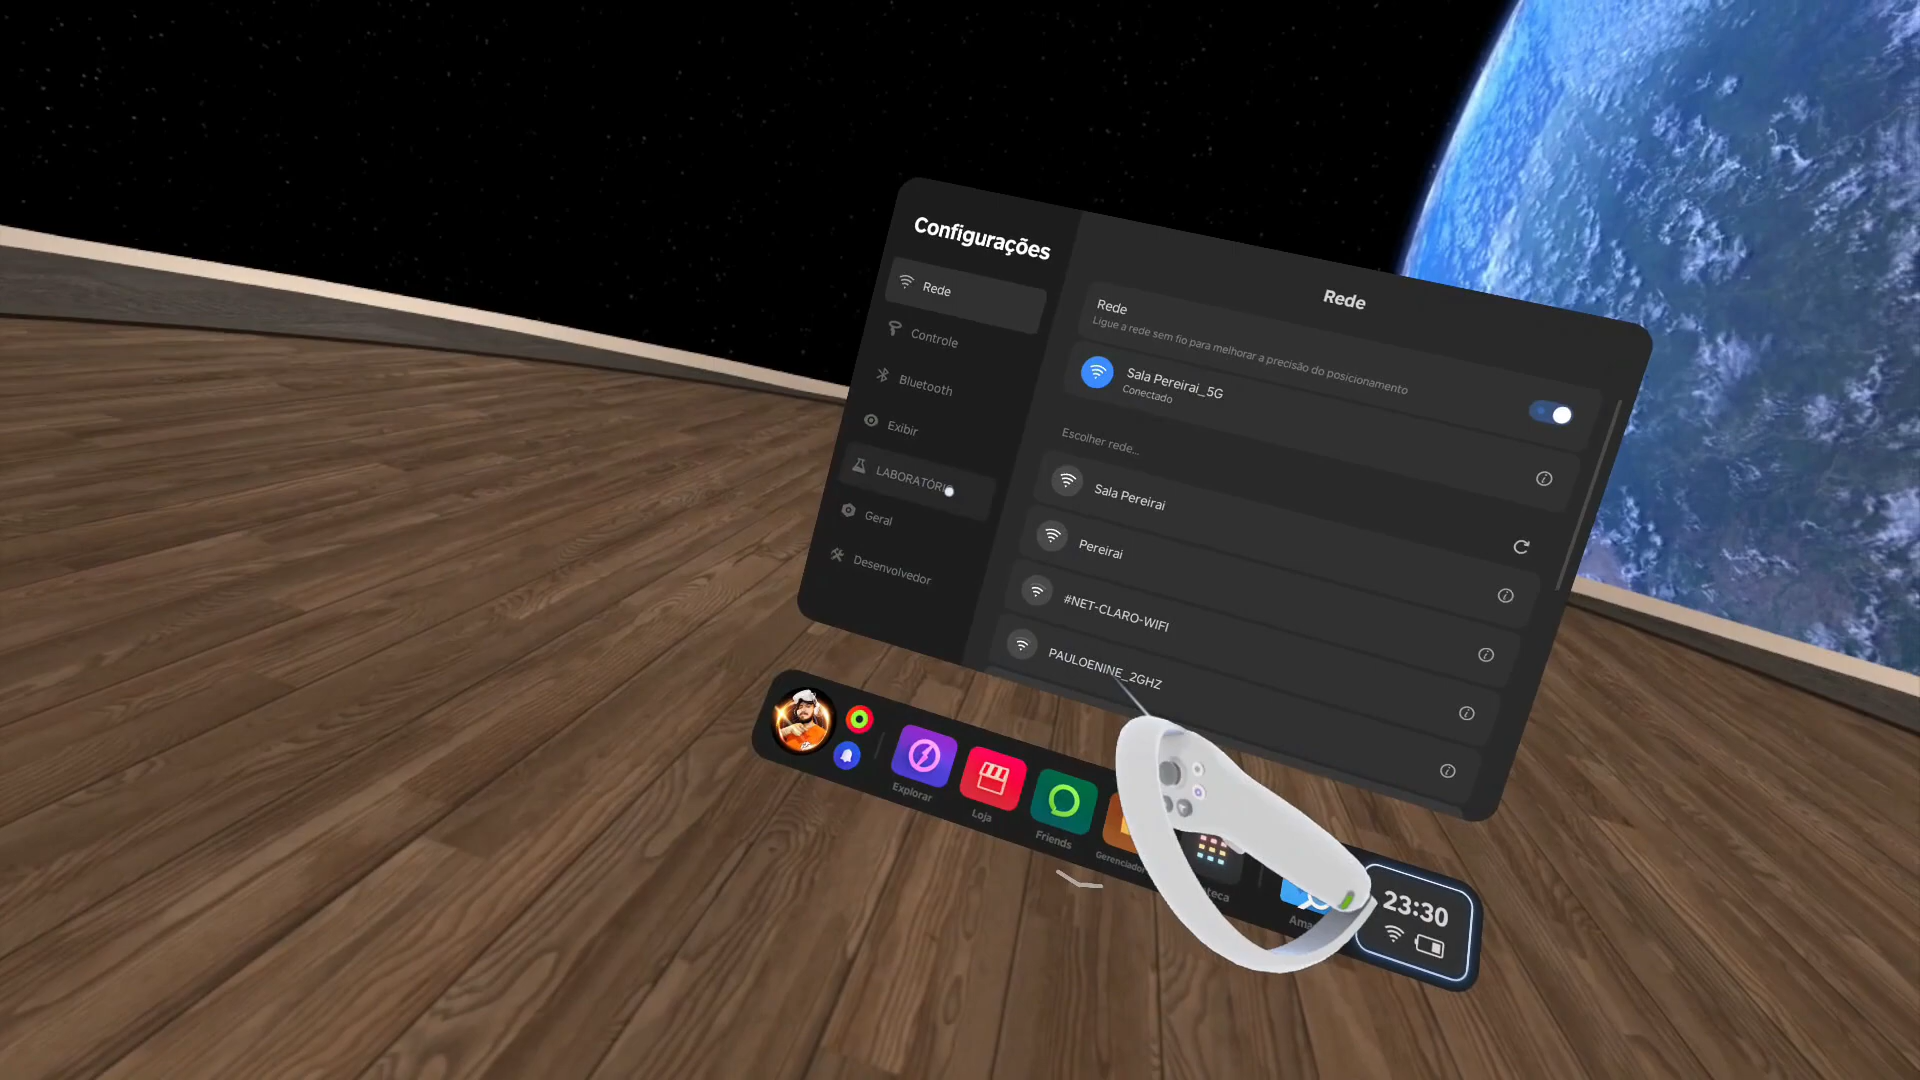 Configurações
Rede
Controle
Bluetooth
Exibir
LABORATÓRIO
Geral
Desenvolvedor
Rede
Rede
Ligue a rede sem fio para melhorar a precisão do posicionamento
Sala Pereirai_5G
Conectado
Escolher rede...
Sala Pereirai
Pereirai
#NET-CLARO-WIFI
PAULOENINE_2GHZ
Explorar
Loja
Friends
Gerenciador
23:30